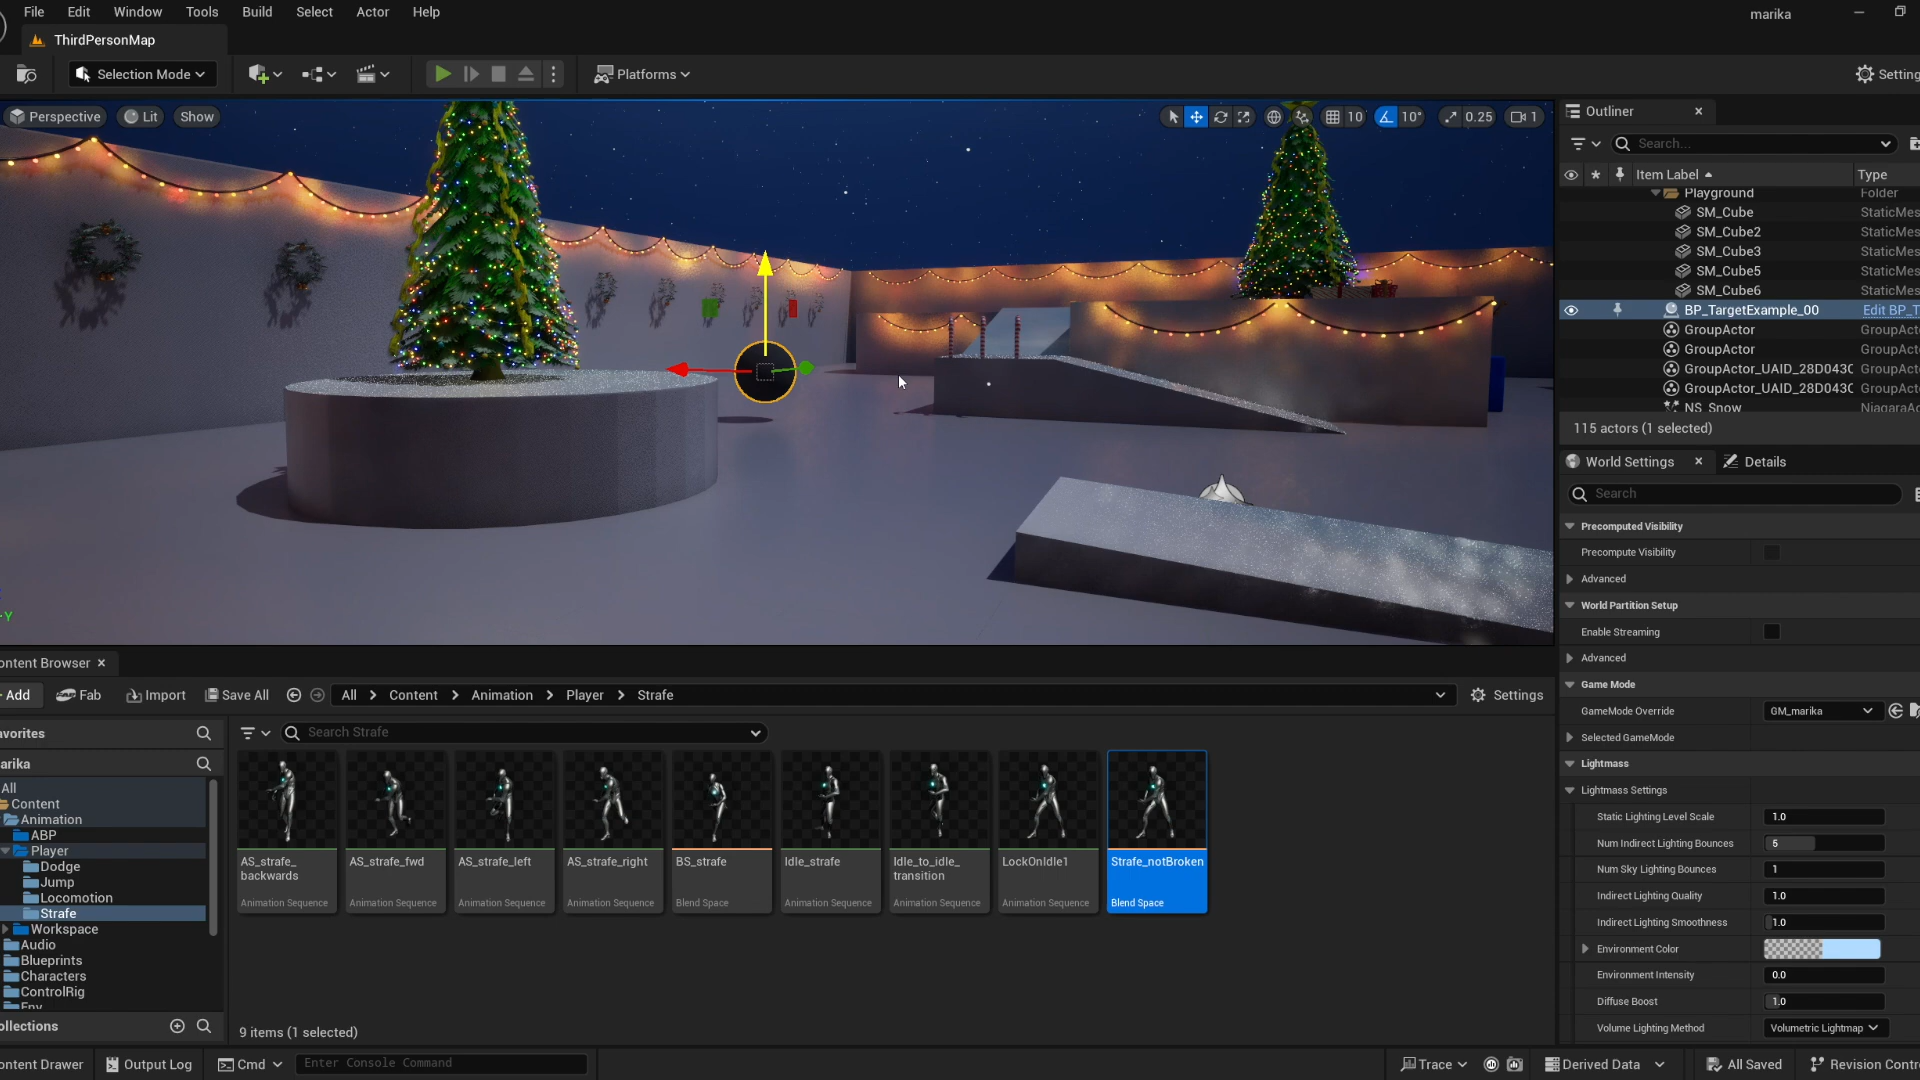 File Edit Window Tools Build Select Actor Help
marika
ThirdPersonMap
Selection Mode
Platforms
Setting
Perspective Lit Show
10 10° 0.25 1
Outliner
Search...
Item Label Type
Playground Folder
SM_Cube StaticMes
SM_Cube2 StaticMes
SM_Cube3 StaticMes
SM_Cube5 StaticMes
SM_Cube6 StaticMes
BP_TargetExample_00 Edit BP_T
GroupActor GroupAct
GroupActor GroupAct
GroupActor_UAID_28D043C GroupAct
GroupActor_UAID_28D043C GroupAct
NS_Snow NiagaraAc
115 actors (1 selected)
World Settings Details
Search
Precomputed Visibility
Precompute Visibility
Advanced
World Partition Setup
Enable Streaming
Advanced
Game Mode
GameMode Override GM_marika
Selected GameMode
Lightmass
Lightmass Settings
Static Lighting Level Scale 1.0
Num Indirect Lighting Bounces 5
Num Sky Lighting Bounces 1
Indirect Lighting Quality 1.0
Indirect Lighting Smoothness 1.0
Environment Color
Environment Intensity 0.0
Diffuse Boost 1.0
Volume Lighting Method Volumetric Lightmap
-Y
ontent Browser
Add Fab Import Save All All > Content > Animation > Player > Strafe Settings
avorites
Search Strafe
arika
All
Content
Animation
ABP
Player
Dodge
Jump
Locomotion
Strafe
Workspace
Audio
Blueprints
Characters
ControlRig
Env
ollections
AS_strafe_
backwards
Animation Sequence
AS_strafe_fwd
Animation Sequence
AS_strafe_left
Animation Sequence
AS_strafe_right
Animation Sequence
BS_strafe
Blend Space
Idle_strafe
Animation Sequence
Idle_to_idle_
transition
Animation Sequence
LockOnIdle1
Animation Sequence
Strafe_notBroken
Blend Space
9 items (1 selected)
ontent Drawer Output Log Cmd Enter Console Command Trace Derived Data All Saved Revision Contr